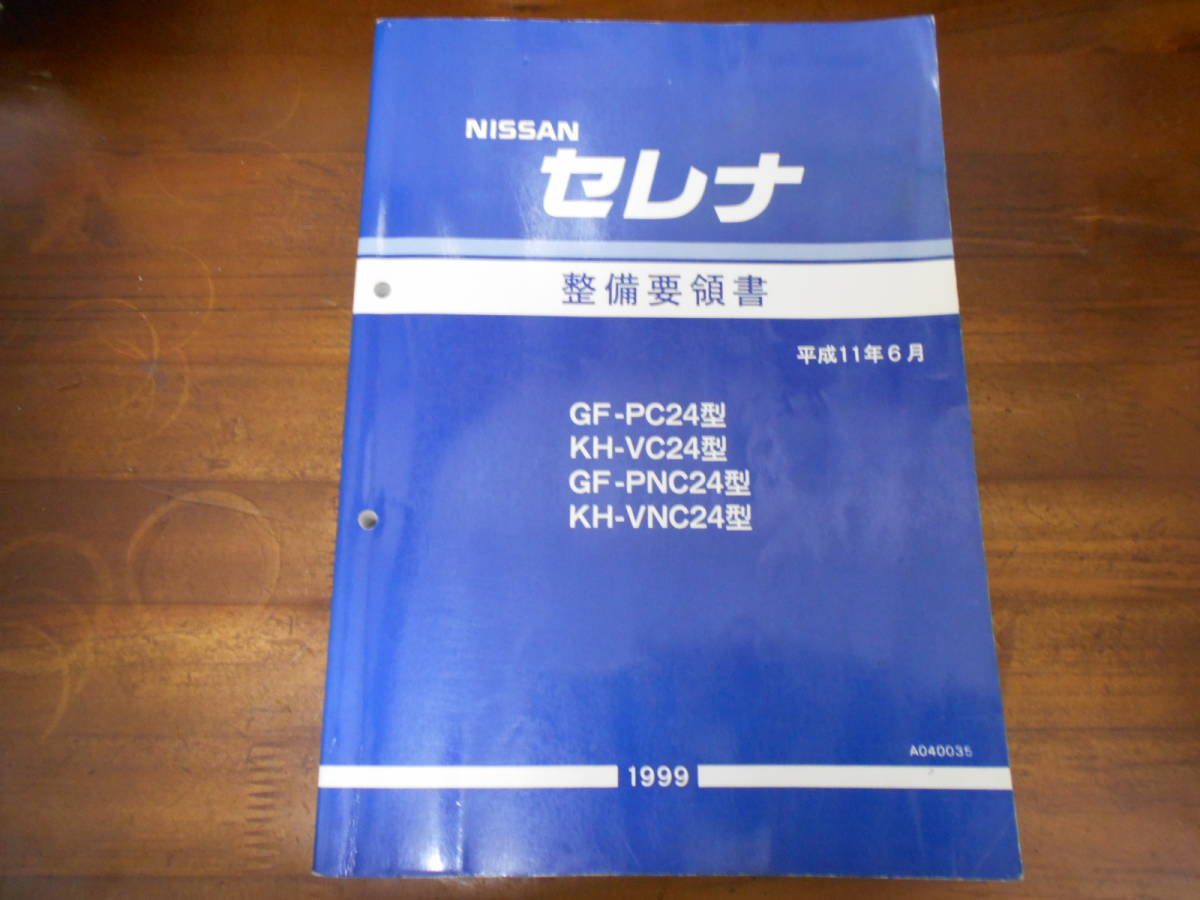 NISSAN
セレナ
整備要領書
平成11年6月
GF-PC24型
KH-VC24型
GF-PNC24型
KH-VNC24型
A040035
1999